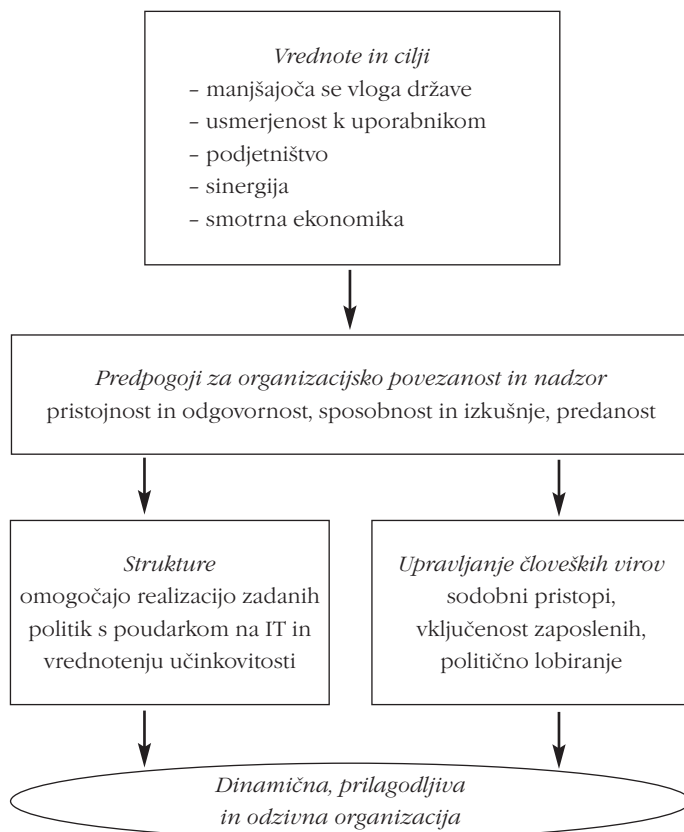 Vrednote in cilji
– manjšajoča se vloga države
– usmerjenost k uporabnikom
– podjetništvo
– sinergija
– smotrna ekonomika
Predpogoji za organizacijsko povezanost in nadzor
pristojnost in odgovornost, sposobnost in izkušnje, predanost
Strukture
omogočajo realizacijo zadanih
politik s poudarkom na IT in
vrednotenju učinkovitosti
Upravljanje človeških virov
sodobni pristopi,
vključenost zaposlenih,
politično lobiranje
Dinamična, prilagodljiva
in odzivna organizacija